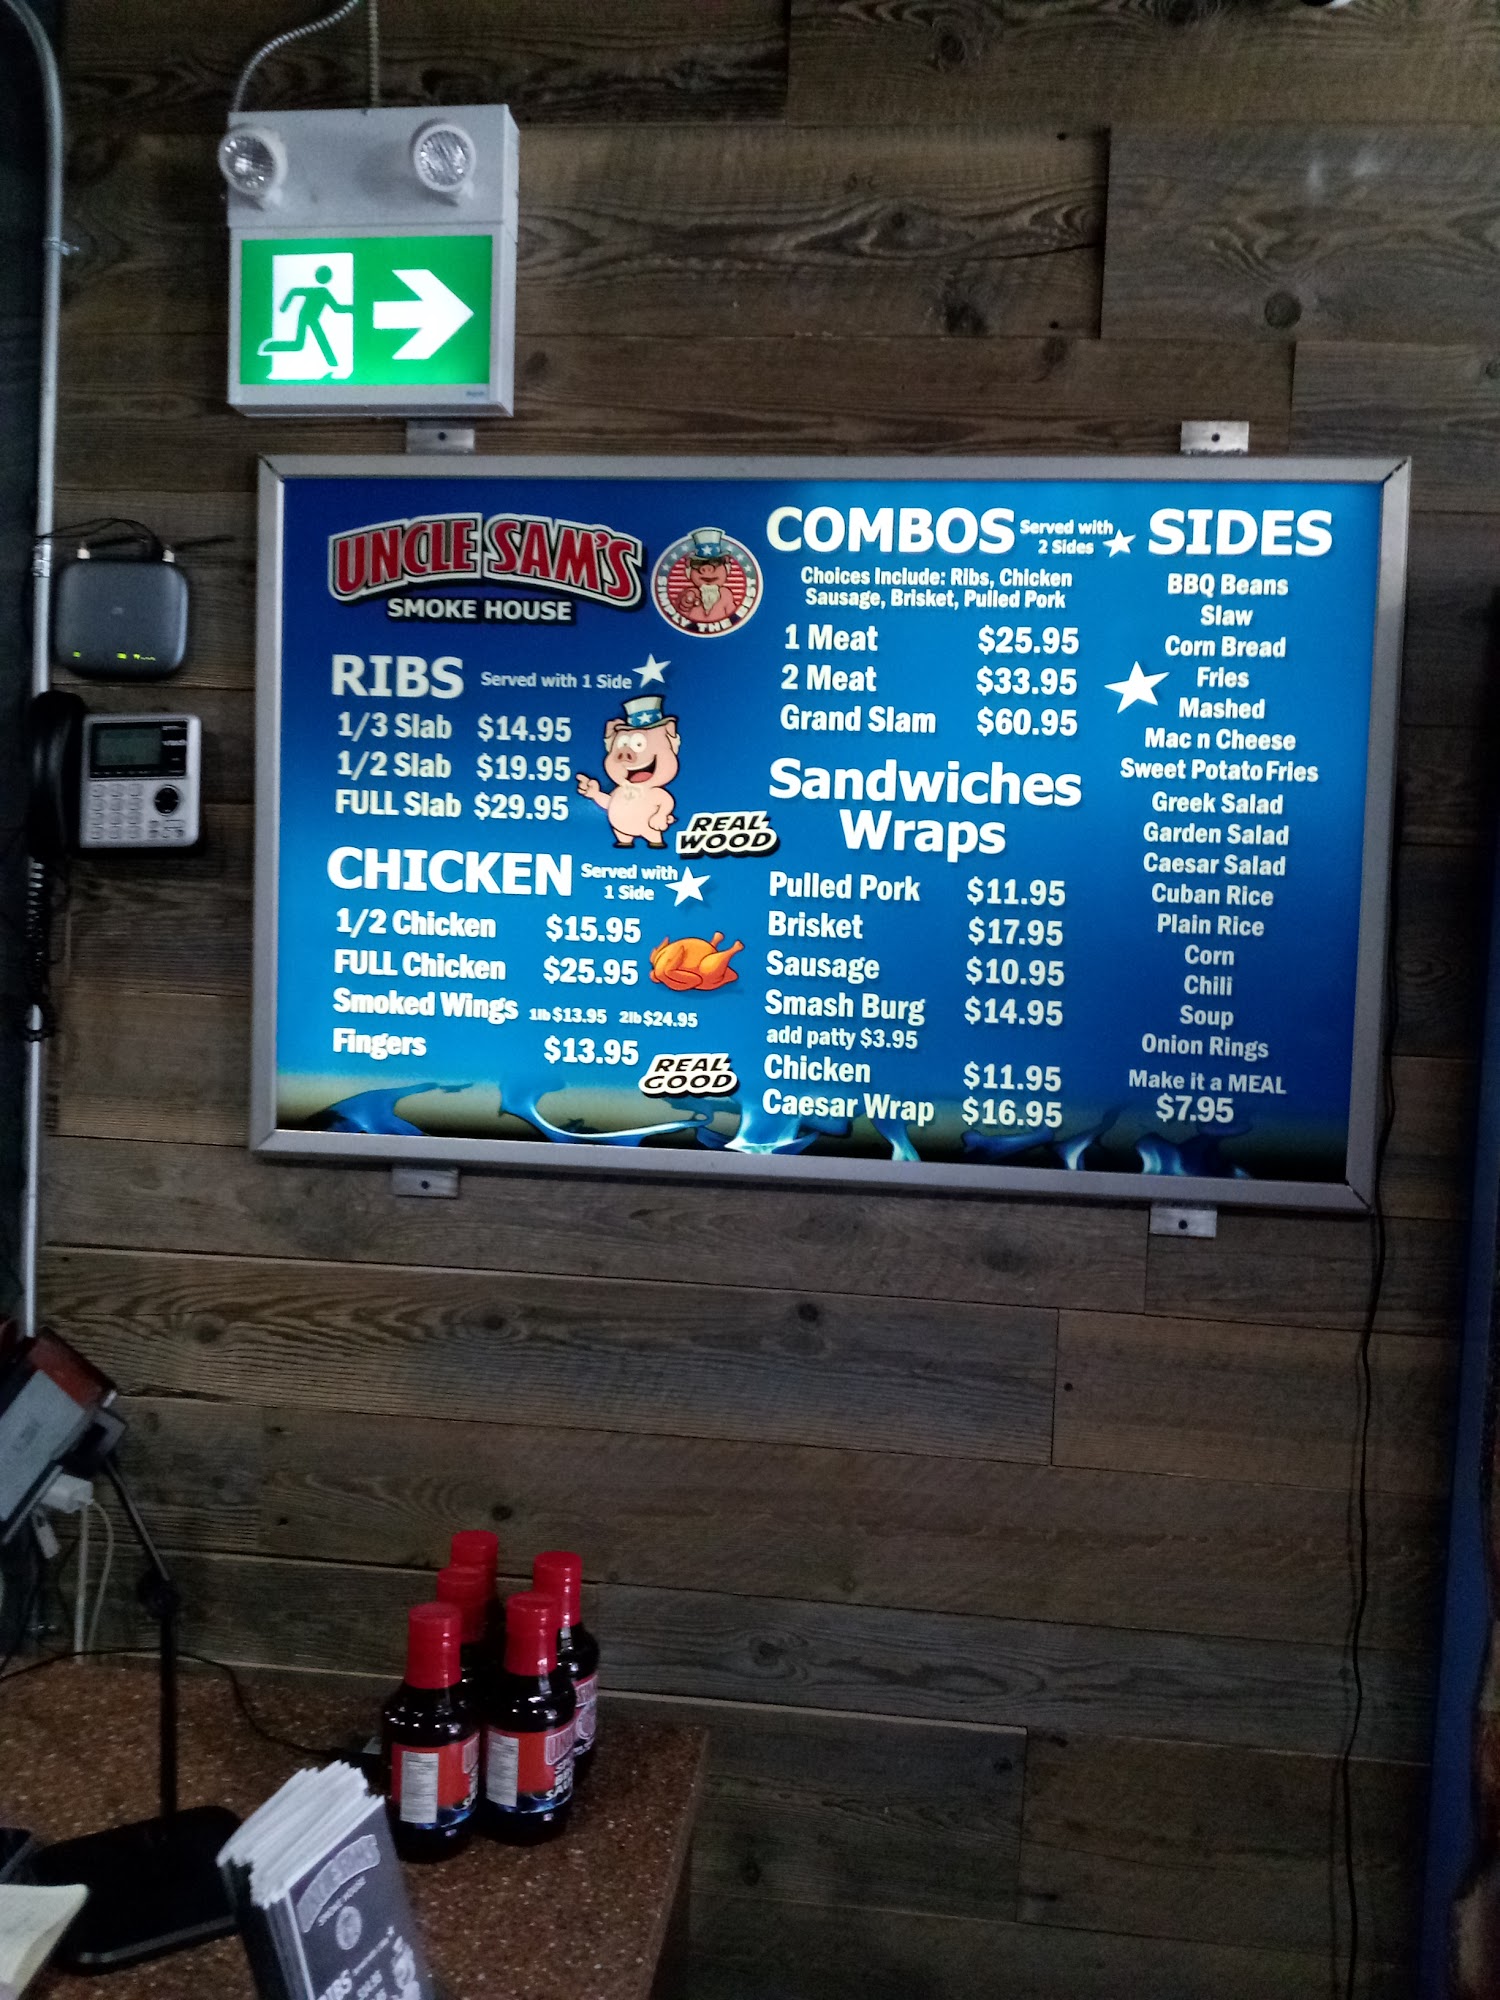 UNCLE SAM'S
SMOKE HOUSE
SIMPLY THE BEST
RIBS Served with 1 Side
1/3 Slab $14.95
1/2 Slab $19.95
FULL Slab $29.95
REAL
WOOD
CHICKEN Served with
1 Side
1/2 Chicken $15.95
FULL Chicken $25.95
Smoked Wings 1lb $13.95 2lb $24.95
Fingers $13.95
REAL
GOOD
COMBOS Served with
2 Sides
Choices Include: Ribs, Chicken
Sausage, Brisket, Pulled Pork
1 Meat $25.95
2 Meat $33.95
Grand Slam $60.95
Sandwiches
Wraps
Pulled Pork $11.95
Brisket $17.95
Sausage $10.95
Smash Burg $14.95
add patty $3.95
Chicken $11.95
Caesar Wrap $16.95
SIDES
BBQ Beans
Slaw
Corn Bread
Fries
Mashed
Mac n Cheese
Sweet Potato Fries
Greek Salad
Garden Salad
Caesar Salad
Cuban Rice
Plain Rice
Corn
Chili
Soup
Onion Rings
Make it a MEAL
$7.95
SMOKE HOUSE
RIBS